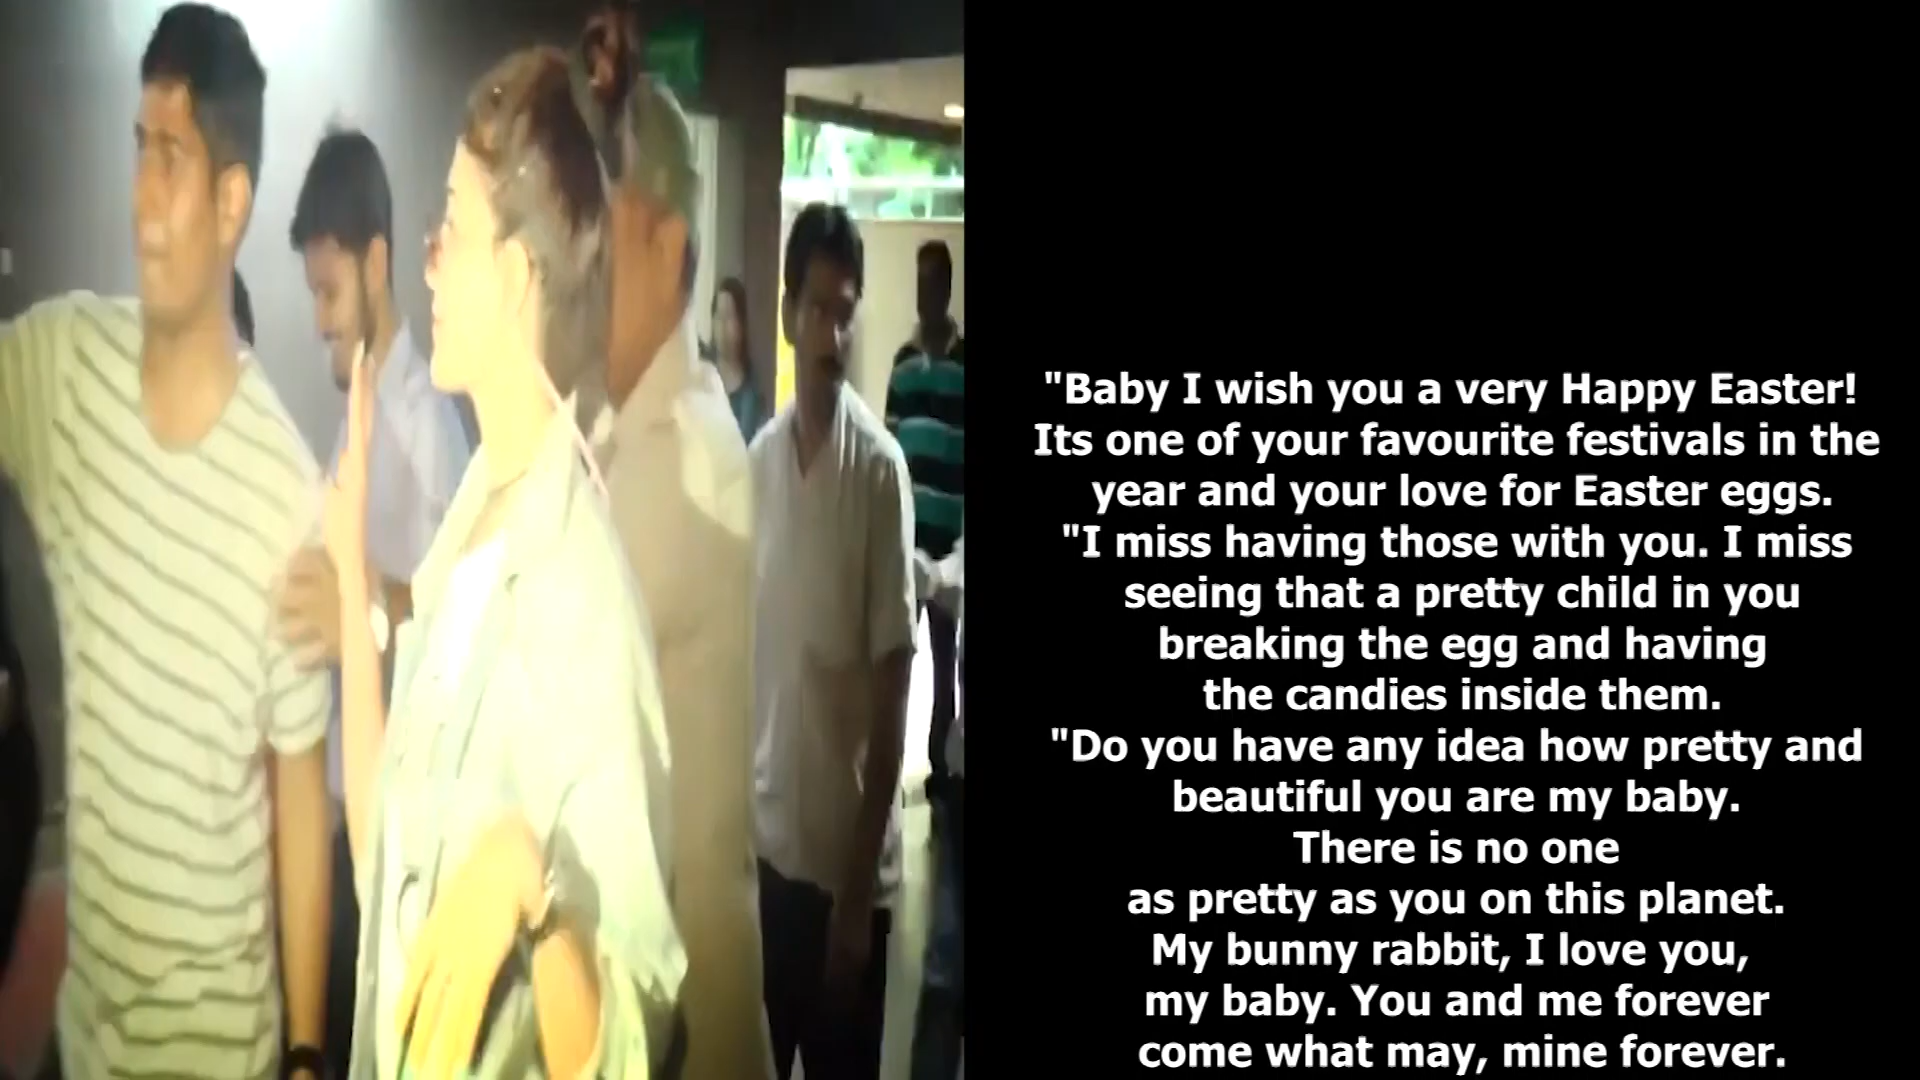 "Baby I wish you a very Happy Easter!
Its one of your favourite festivals in the
year and your love for Easter eggs.
"I miss having those with you. I miss
seeing that a pretty child in you
breaking the egg and having
the candies inside them.
"Do you have any idea how pretty and
beautiful you are my baby.
There is no one
as pretty as you on this planet.
My bunny rabbit, I love you,
my baby. You and me forever
come what may, mine forever.